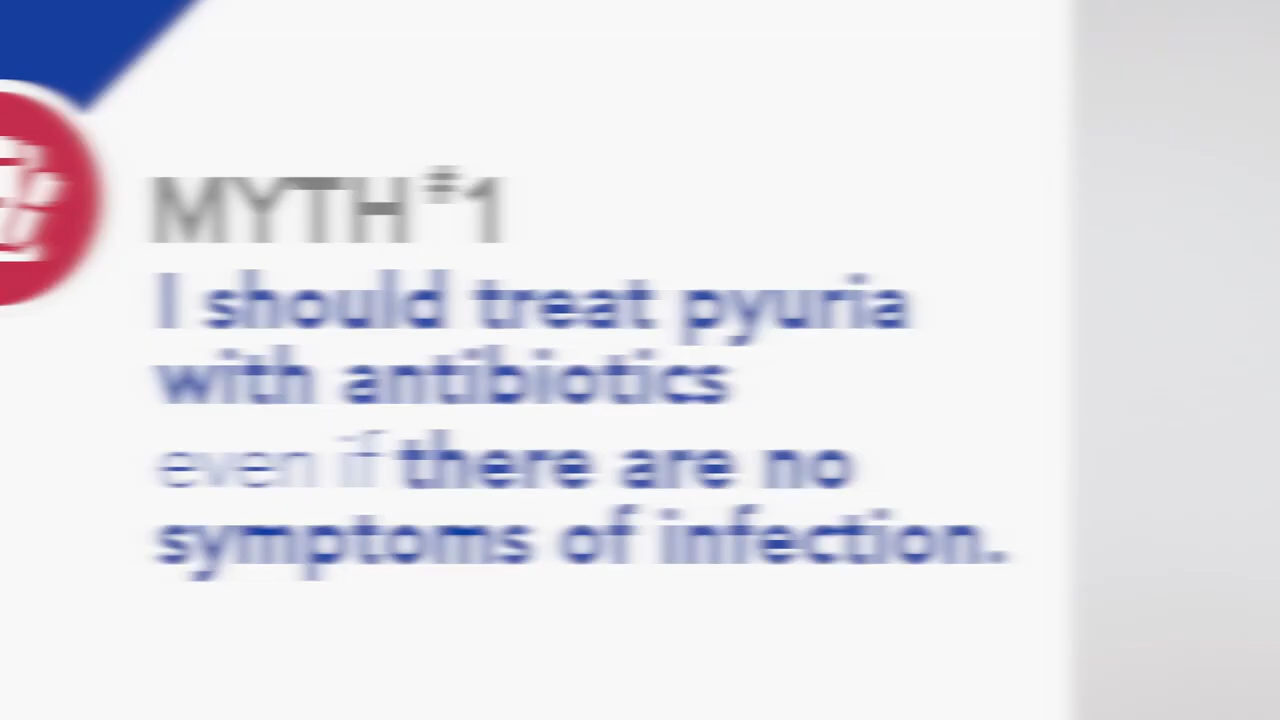 MYTH #1
I should treat pyuria
with antibiotics
even if there are no
symptoms of infection.